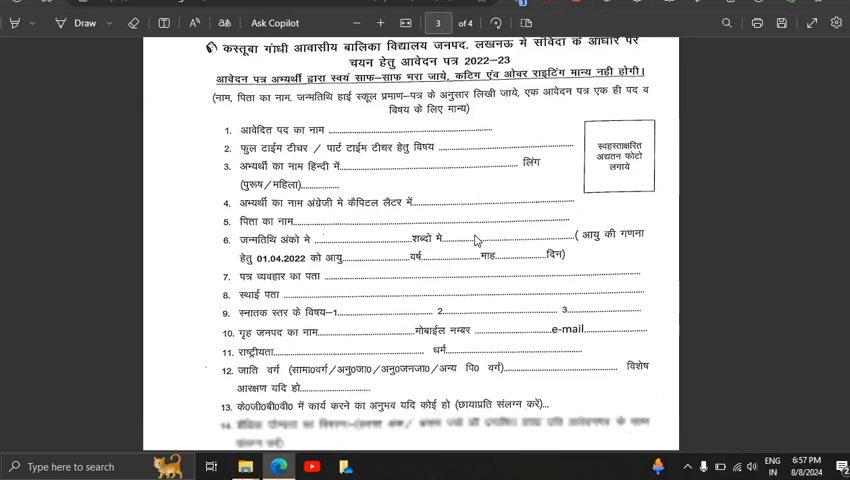 Draw
Ask Copilot
3 of 4
कस्तूबा गांधी आवासीय बालिका विद्यालय जनपद. लखनऊ मे संविदा के आधार पर
चयन हेतु आवेदन पत्र 2022-23
आवेदन पत्र अभ्यर्थी द्वारा स्वयं साफ-साफ भरा जाये, कटिग एंव ओवर राइटिंग मान्य नही होगी।
(नाम, पिता का नाम. जन्मतिथि हाई स्कूल प्रमाण-पत्र के अनुसार लिखी जाये, एक आवेदन पत्र एक ही पद व
विषय के लिए मान्य)
1. आवेदित पद का नाम
2. फुल टाईम टीचर / पार्ट टाईम टीचर हेतु विषय
स्वहस्ताक्षरित
अद्यतन फोटो
लगाये
3. अभ्यर्थी का नाम हिन्दी में लिंग
(पुरूष/महिला)
4. अभ्यर्थी का नाम अंग्रेजी मे कैपिटल लैटर में
5. पिता का नाम
6. जन्मतिथि अंको मे शब्दो मे ( आयु की गणना
हेतु 01.04.2022 को आयु वर्ष माह दिन)
7. पत्र व्यवहार का पता
8. स्थाई पता
9. स्नातक स्तर के विषय-1 2 3
10. गृह जनपद का नाम मोबाईल नम्बर e-mail
11. राष्ट्रीयता धर्म
12. जाति वर्ग (सामा0वर्ग/अनु0जा0/अनु0जनजा0/अन्य पि0 वर्ग) विशेष
आरक्षण यदि हो
13. के0जी0बी0वी0 में कार्य करने का अनुभव यदि कोई हो (छायाप्रति संलग्न करें)...
14.
Type here to search
ENG
IN
6:57 PM
8/8/2024
2